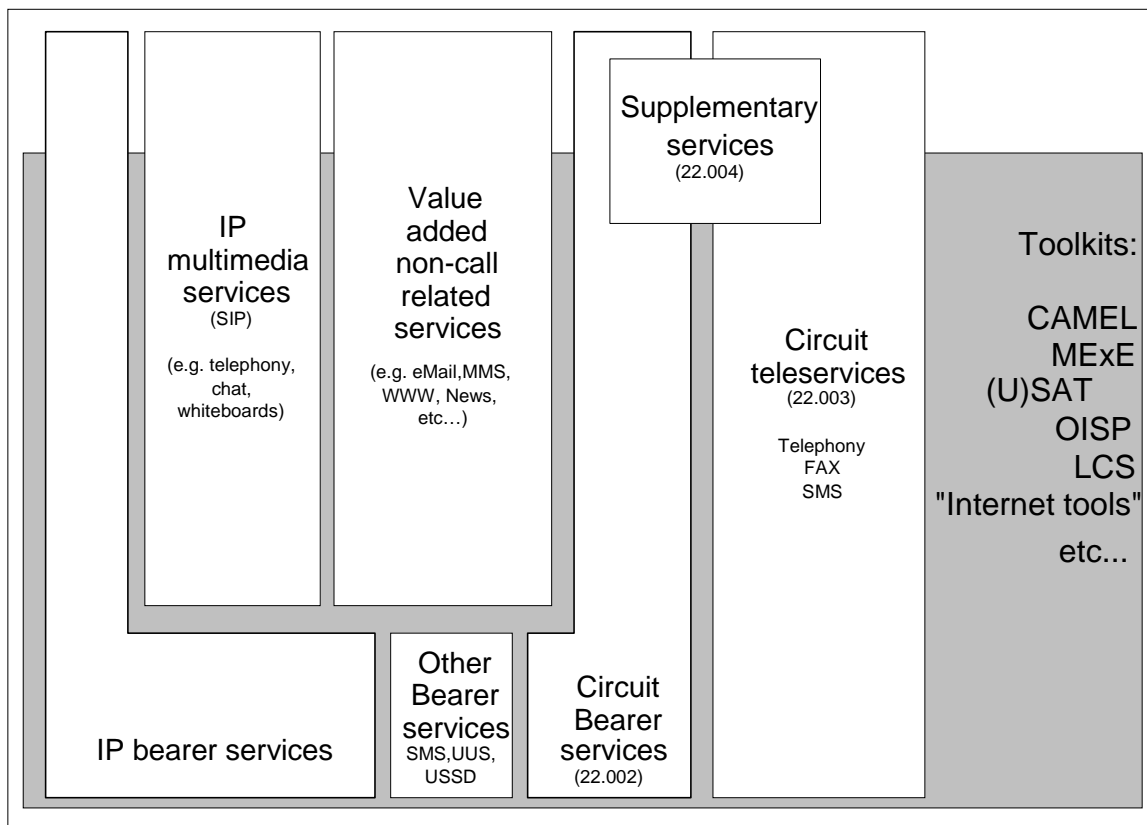 Supplementary
services
(22.004)
IP
multimedia
services
(SIP)
(e.g. telephony,
chat,
whiteboards)
Value
added
non-call
related
services
(e.g. eMail,MMS,
WWW, News,
etc…)
Circuit
teleservices
(22.003)
Telephony
FAX
SMS
Toolkits:
CAMEL
MExE
(U)SAT
OISP
LCS
"Internet tools"
etc...
IP bearer services
Other
Bearer
services
SMS,UUS,
USSD
Circuit
Bearer
services
(22.002)